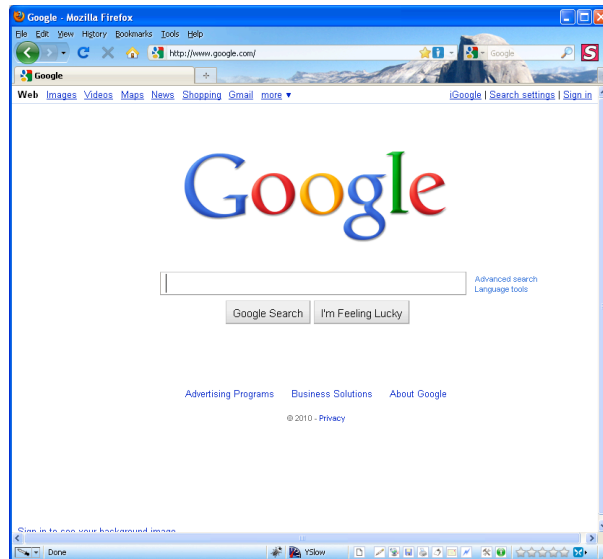 Google - Mozilla Firefox
File Edit View History Bookmarks Tools Help
http://www.google.com/ Google S
Google
Web Images Videos Maps News Shopping Gmail more ▼ iGoogle | Search settings | Sign in
Google
Advanced search
Language tools
Google Search I'm Feeling Lucky
Advertising Programs Business Solutions About Google
© 2010 - Privacy
Sign in to see your background image
Done YSlow